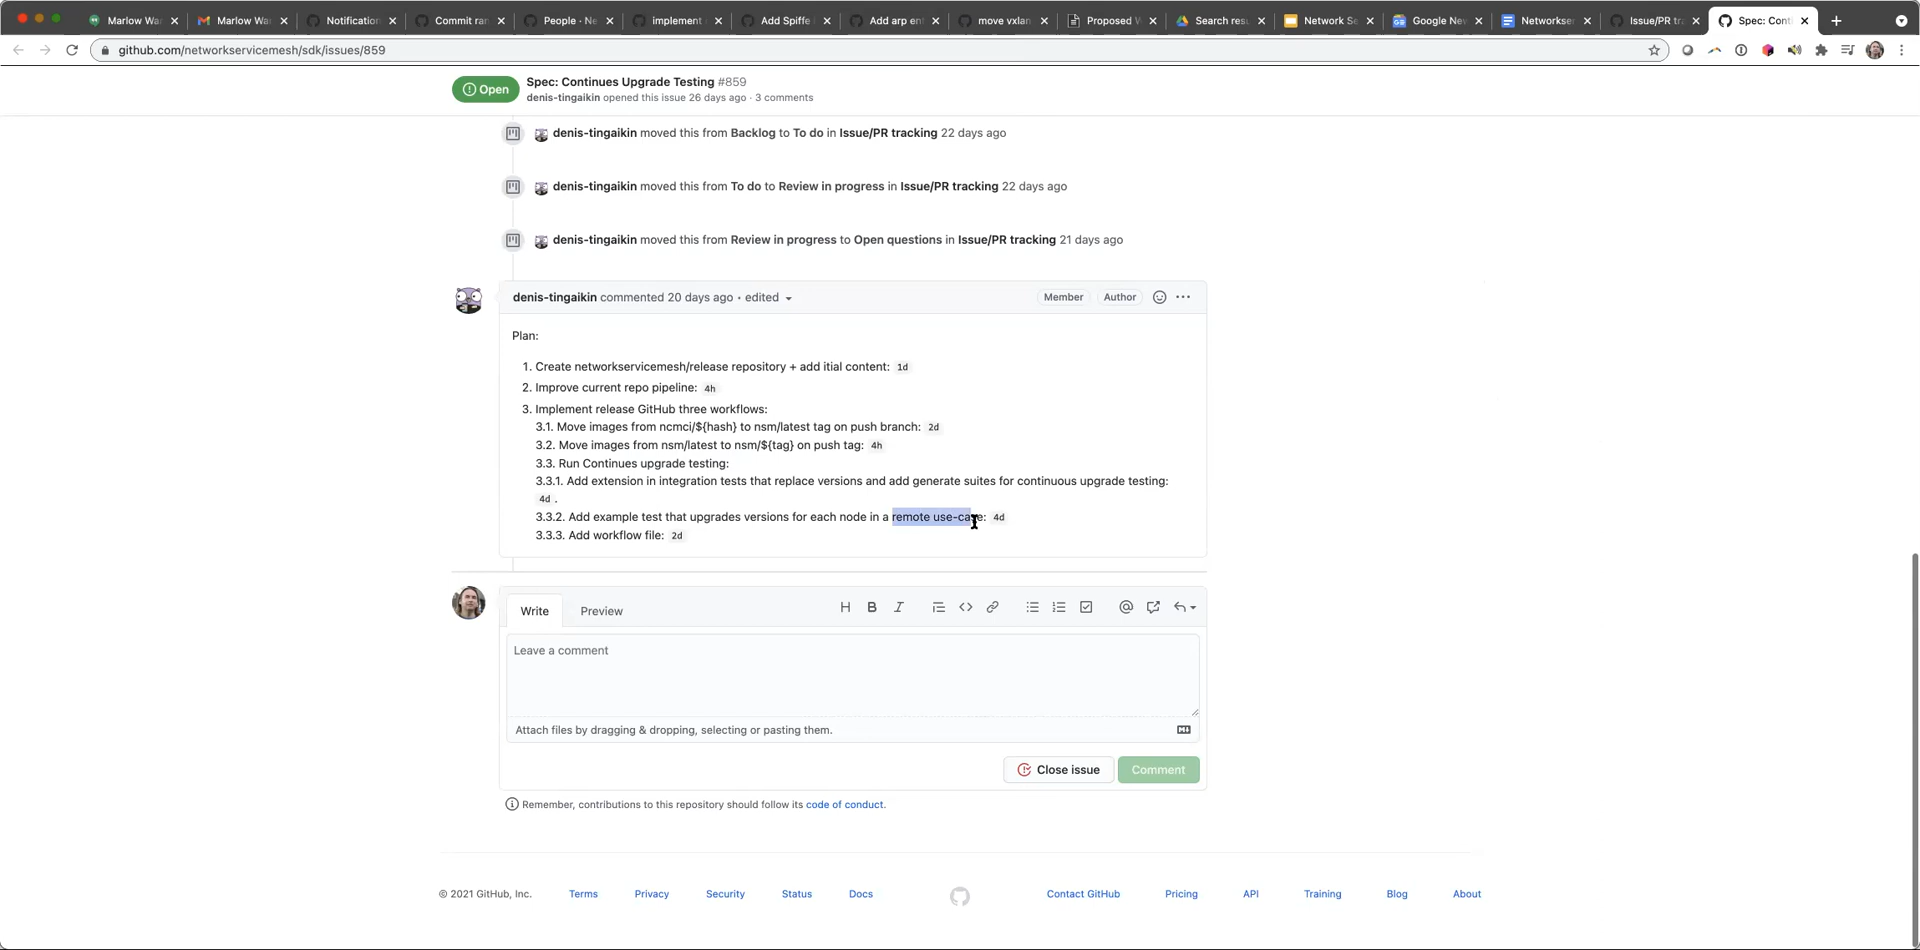 Marlow Wa
Marlow Wa
Notification
Commit ran
People · Ne
implement
Add Spiffe
Add arp ent
move vxlan
Proposed V
Search resu
Network Se
Google New
Networkser
Issue/PR tr
Spec: Conti
github.com/networkservicemesh/sdk/issues/859
Open
Spec: Continues Upgrade Testing #859
denis-tingaikin opened this issue 26 days ago · 3 comments
denis-tingaikin moved this from Backlog to To do in Issue/PR tracking 22 days ago
denis-tingaikin moved this from To do to Review in progress in Issue/PR tracking 22 days ago
denis-tingaikin moved this from Review in progress to Open questions in Issue/PR tracking 21 days ago
denis-tingaikin commented 20 days ago • edited
Member
Author
Plan:
1. Create networkservicemesh/release repository + add itial content: 1d
2. Improve current repo pipeline: 4h
3. Implement release GitHub three workflows:
3.1. Move images from ncmci/${hash} to nsm/latest tag on push branch: 2d
3.2. Move images from nsm/latest to nsm/${tag} on push tag: 4h
3.3. Run Continues upgrade testing:
3.3.1. Add extension in integration tests that replace versions and add generate suites for continuous upgrade testing:
4d .
3.3.2. Add example test that upgrades versions for each node in a remote use-case: 4d
3.3.3. Add workflow file: 2d
Write
Preview
Leave a comment
Attach files by dragging & dropping, selecting or pasting them.
Close issue
Comment
Remember, contributions to this repository should follow its code of conduct.
© 2021 GitHub, Inc.
Terms
Privacy
Security
Status
Docs
Contact GitHub
Pricing
API
Training
Blog
About